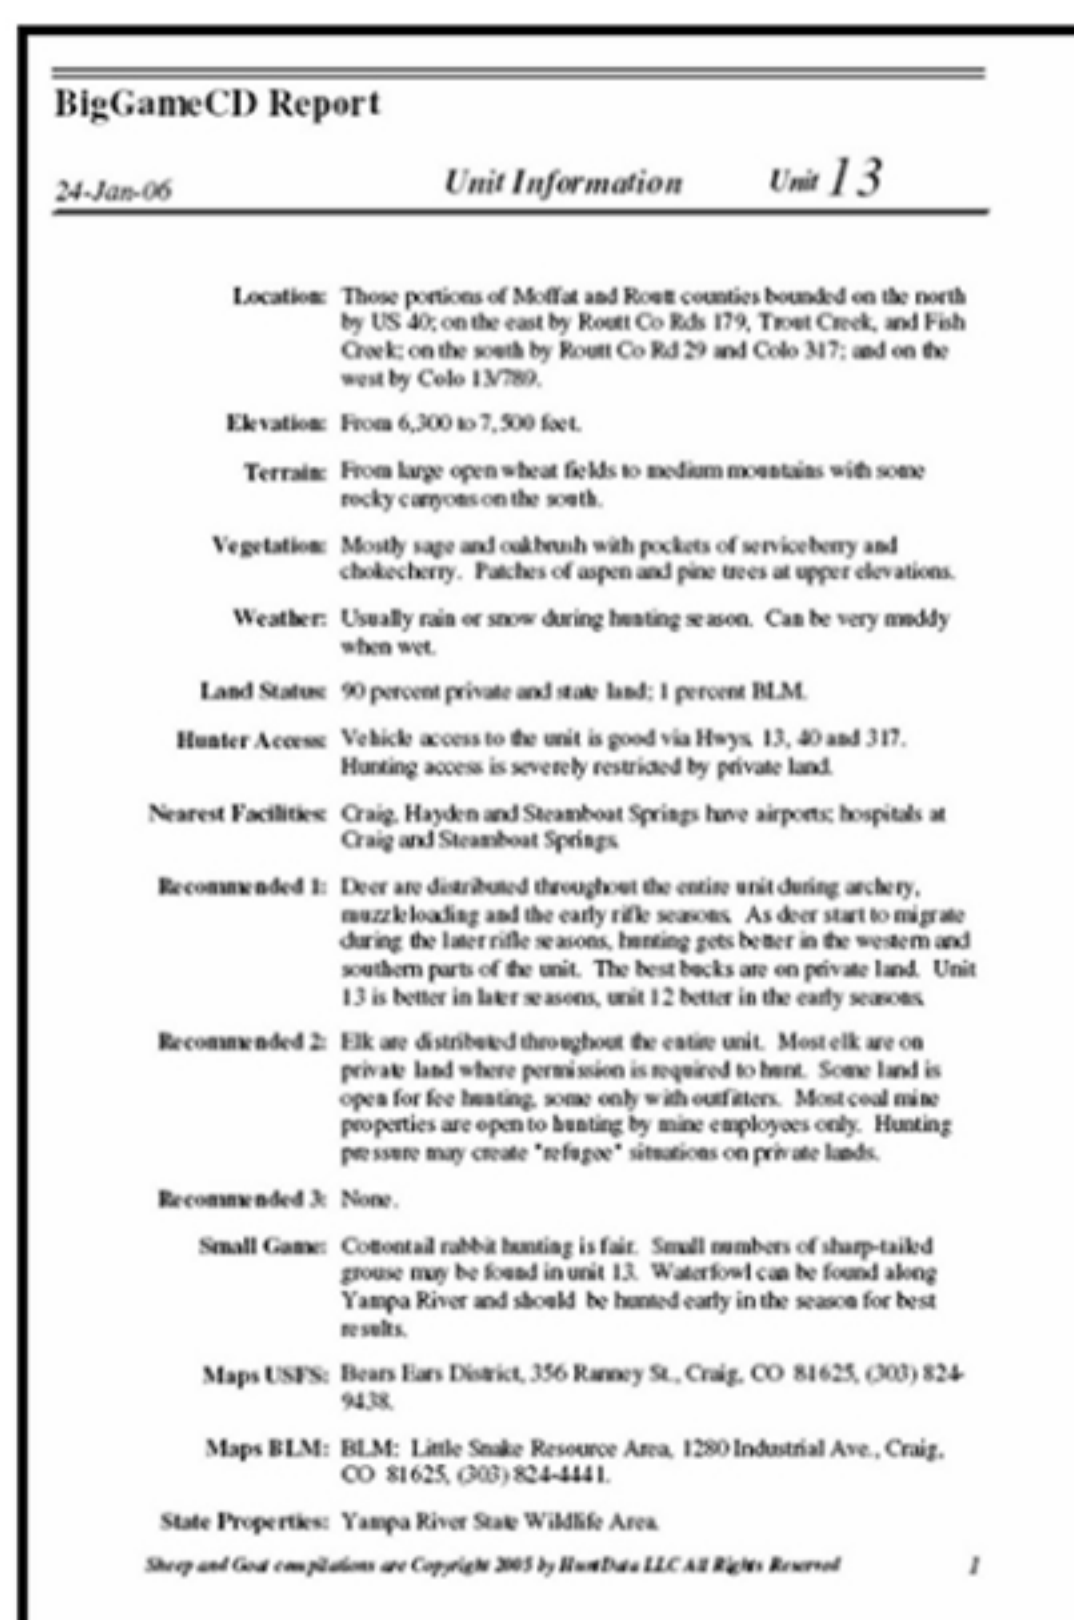 BigGameCD Report
24-Jan-06 Unit Information Unit 13
Location: Those portions of Moffat and Routt counties bounded on the north
by US 40; on the east by Routt Co Rds 179, Trout Creek, and Fish
Creek; on the south by Routt Co Rd 29 and Colo 317; and on the
west by Colo 13/789.
Elevation: From 6,300 to 7,500 feet.
Terrain: From large open wheat fields to medium mountains with some
rocky canyons on the south.
Vegetation: Mostly sage and oakbrush with pockets of serviceberry and
chokecherry. Patches of aspen and pine trees at upper elevations.
Weather: Usually rain or snow during hunting season. Can be very muddy
when wet.
Land Status: 90 percent private and state land; 1 percent BLM.
Hunter Access: Vehicle access to the unit is good via Hwys. 13, 40 and 317.
Hunting access is severely restricted by private land.
Nearest Facilities: Craig, Hayden and Steamboat Springs have airports; hospitals at
Craig and Steamboat Springs.
Recommended 1: Deer are distributed throughout the entire unit during archery,
muzzleloading and the early rifle seasons. As deer start to migrate
during the later rifle seasons, hunting gets better in the western and
southern parts of the unit. The best bucks are on private land. Unit
13 is better in later seasons, unit 12 better in the early seasons.
Recommended 2: Elk are distributed throughout the entire unit. Most elk are on
private land where permission is required to hunt. Some land is
open for fee hunting, some only with outfitters. Most coal mine
properties are open to hunting by mine employees only. Hunting
pressure may create "refugee" situations on private lands.
Recommended 3: None.
Small Game: Cottontail rabbit hunting is fair. Small numbers of sharp-tailed
grouse may be found in unit 13. Waterfowl can be found along
Yampa River and should be hunted early in the season for best
results.
Maps USFS: Bears Ears District, 356 Ranney St., Craig, CO 81625, (303) 824-
9438.
Maps BLM: BLM: Little Snake Resource Area, 1280 Industrial Ave., Craig,
CO 81625, (303) 824-4441.
State Properties: Yampa River State Wildlife Area.
Sheep and Goat compilations are Copyright 2005 by HuntData LLC All Rights Reserved 1